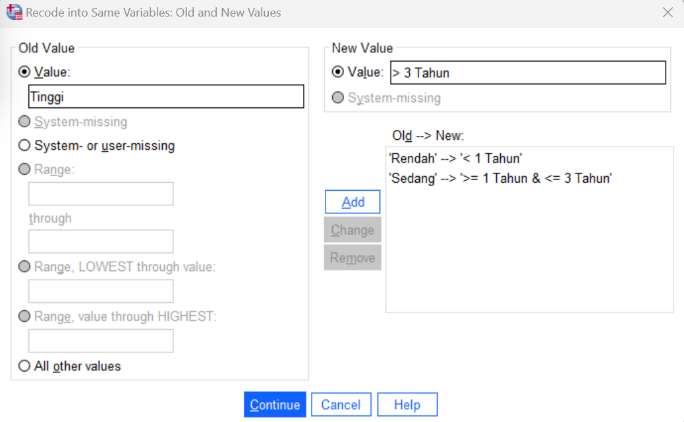 Recode into Same Variables: Old and New Values
Old Value
Value:
Tinggi
System-missing
System- or user-missing
Range:
through
Range, LOWEST through value:
Range, value through HIGHEST:
All other values
New Value
Value: > 3 Tahun
System-missing
Old --> New:
'Rendah' --> '< 1 Tahun'
'Sedang' --> '>= 1 Tahun & <= 3 Tahun'
Add
Change
Remove
Continue Cancel Help